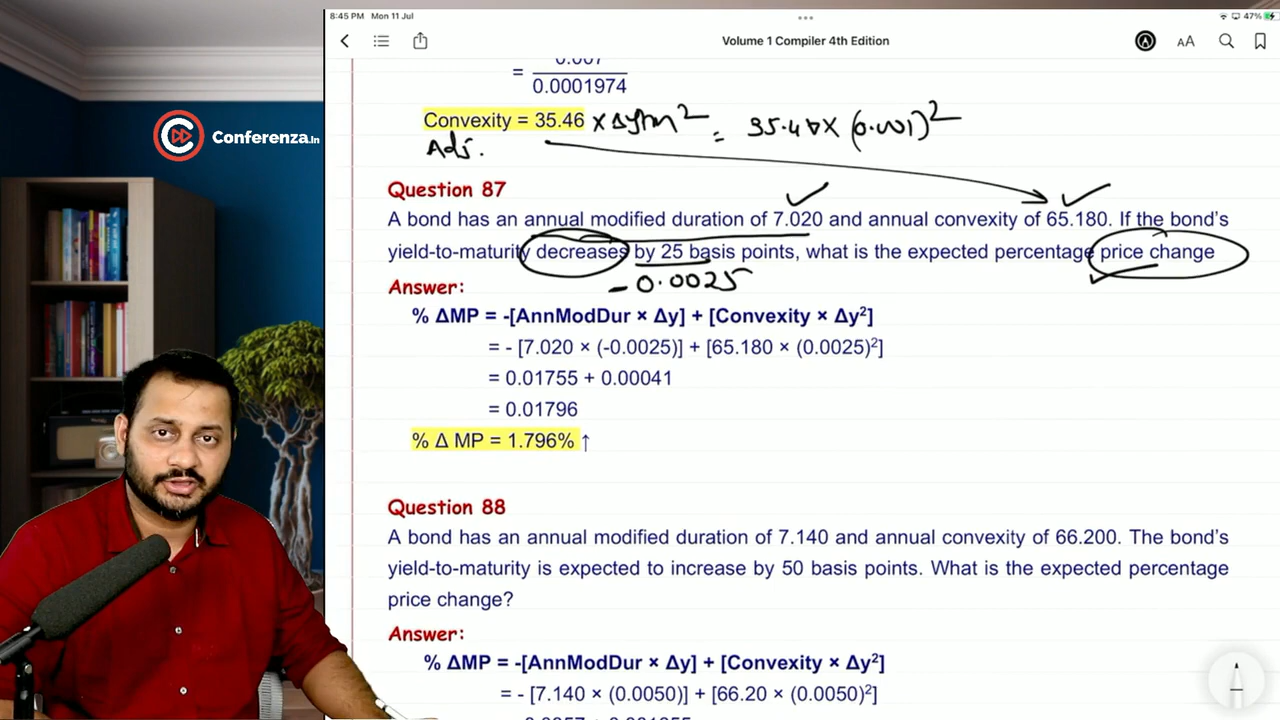 8:45 PM Mon 11 Jul
47%
Volume 1 Compiler 4th Edition
AA
Conferenza.in
= 0.007
0.0001974
Convexity = 35.46 × Δytm² = 35.46 × (0.001)²
Adj.
Question 87
A bond has an annual modified duration of 7.020 and annual convexity of 65.180. If the bond's
yield-to-maturity decreases by 25 basis points, what is the expected percentage price change
- 0.0025
Answer:
% ΔMP = -[AnnModDur × Δy] + [Convexity × Δy²]
= - [7.020 × (-0.0025)] + [65.180 × (0.0025)²]
= 0.01755 + 0.00041
= 0.01796
% Δ MP = 1.796% ↑
Question 88
A bond has an annual modified duration of 7.140 and annual convexity of 66.200. The bond's
yield-to-maturity is expected to increase by 50 basis points. What is the expected percentage
price change?
Answer:
% ΔMP = -[AnnModDur × Δy] + [Convexity × Δy²]
= - [7.140 × (0.0050)] + [66.20 × (0.0050)²]